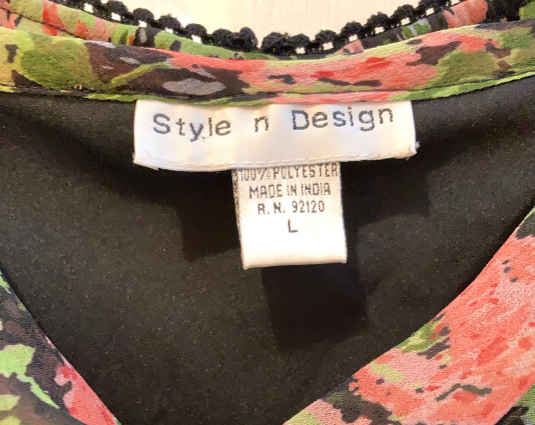 Style n Design
100% POLYESTER
MADE IN INDIA
R.N. 92120
L